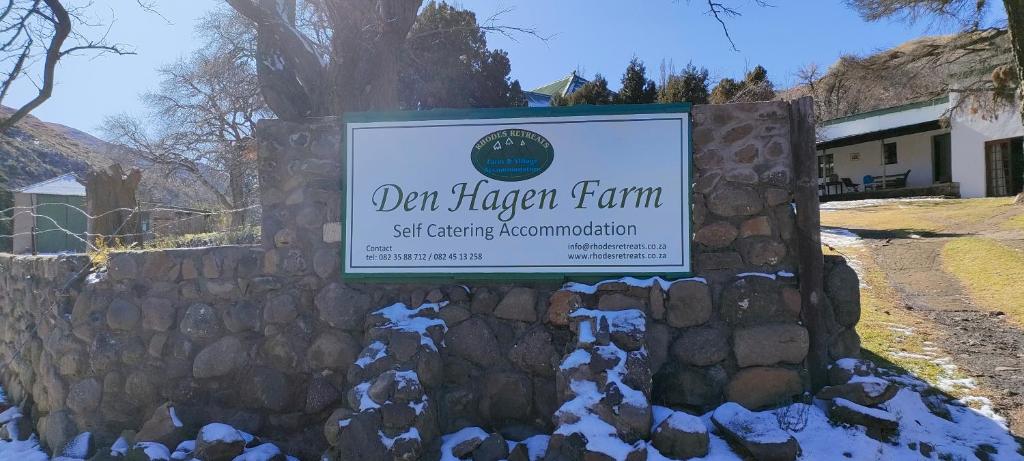 RHODES RETREATS
Farm & Village
Accommodation
Den Hagen Farm
Self Catering Accommodation
Contact
tel: 082 35 88 712 / 082 45 13 258
info@rhodesretreats.co.za
www.rhodesretreats.co.za